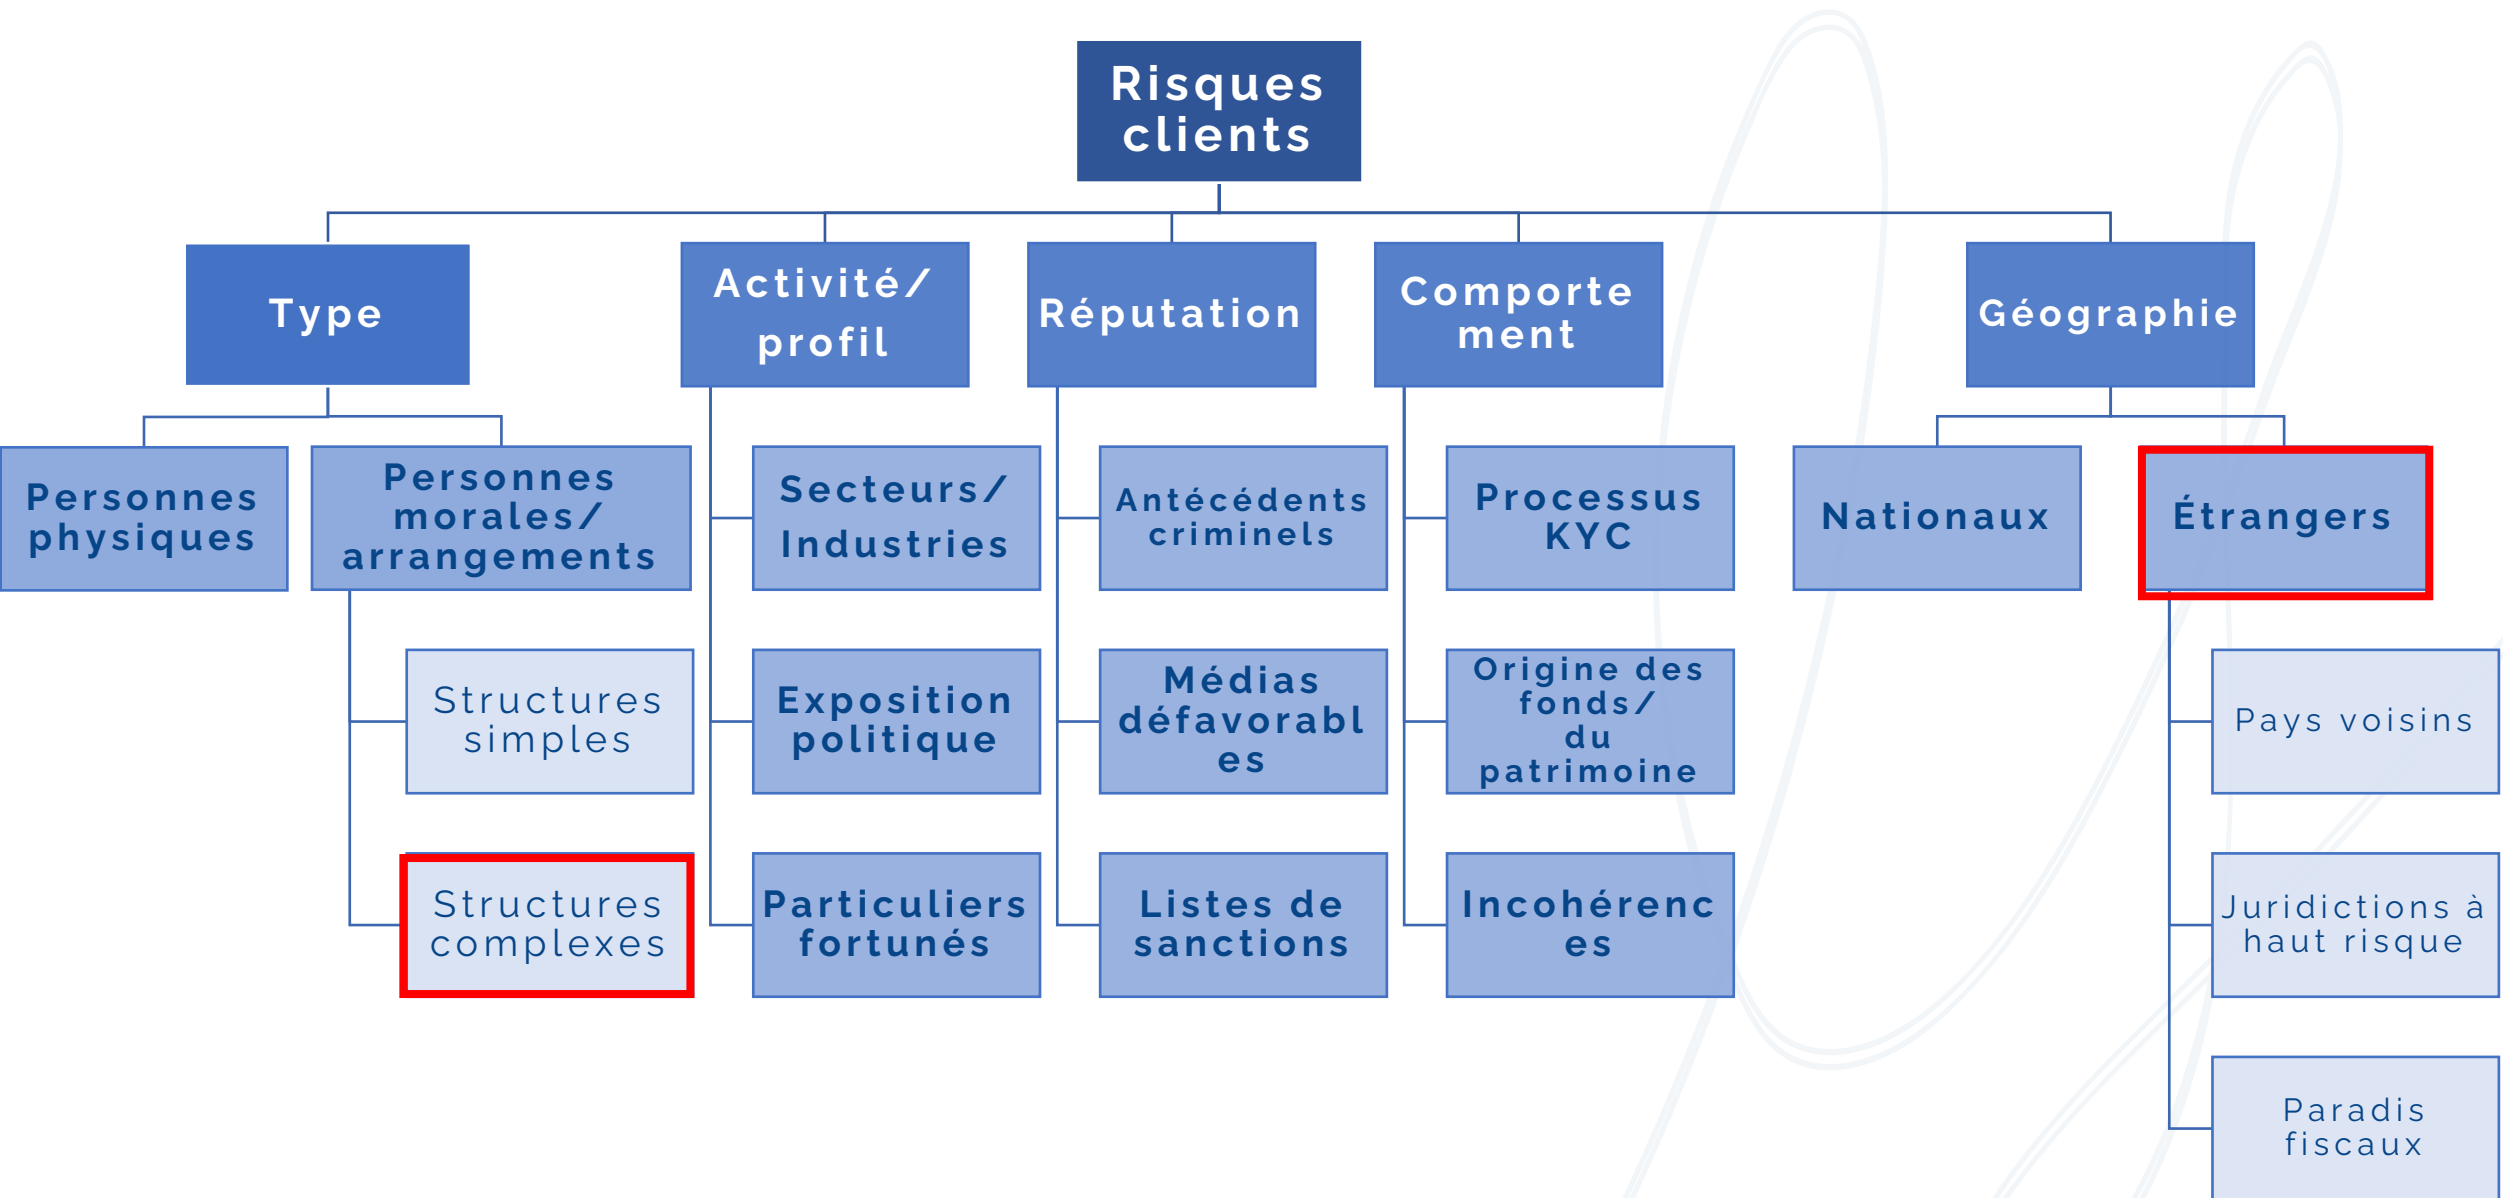 Risques
clients
Type
Activité/
profil
Réputation
Comporte
ment
Géographie
Personnes
physiques
Personnes
morales/
arrangements
Structures
simples
Structures
complexes
Secteurs/
Industries
Exposition
politique
Particuliers
fortunés
Antécédents
criminels
Médias
défavorabl
es
Listes de
sanctions
Processus
KYC
Origine des
fonds/
du
patrimoine
Incohérenc
es
Nationaux
Étrangers
Pays voisins
Juridictions à
haut risque
Paradis
fiscaux